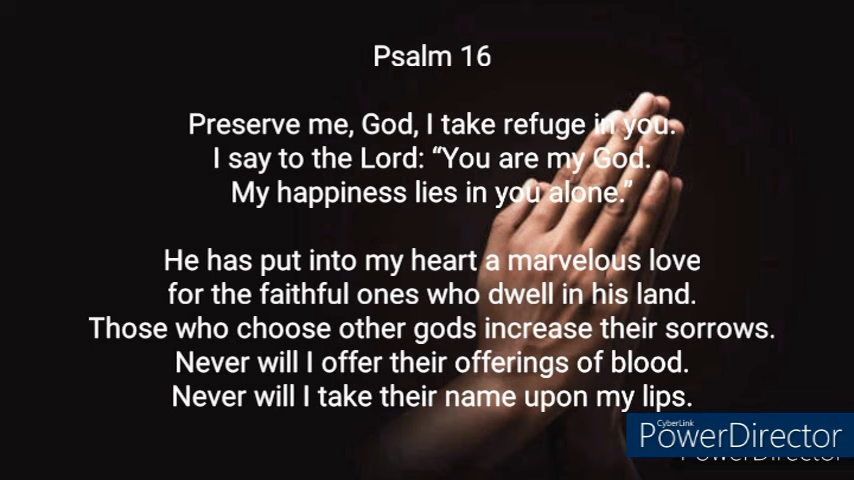 Psalm 16
Preserve me, God, I take refuge in you.
I say to the Lord: “You are my God.
My happiness lies in you alone.”
He has put into my heart a marvelous love
for the faithful ones who dwell in his land.
Those who choose other gods increase their sorrows.
Never will I offer their offerings of blood.
Never will I take their name upon my lips.
CyberLink
PowerDirector
PowerDirector